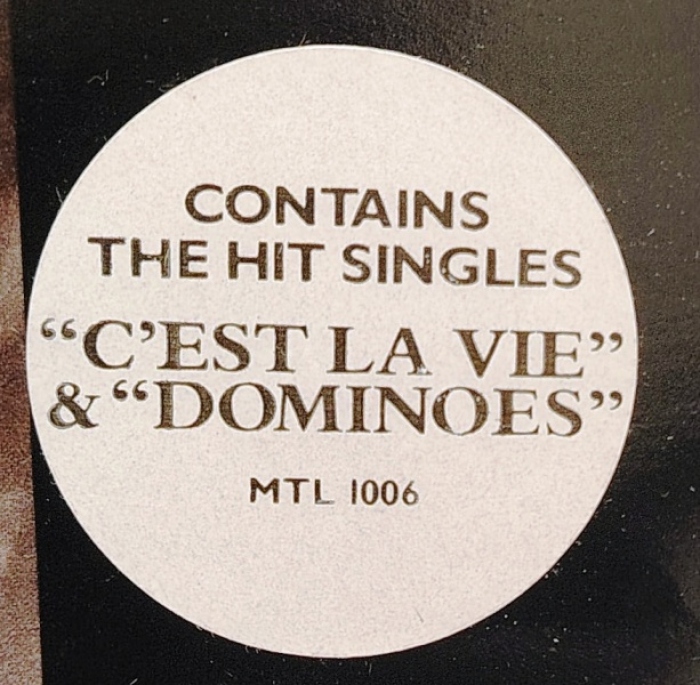 CONTAINS
THE HIT SINGLES
“C’EST LA VIE”
& “DOMINOES”
MTL 1006